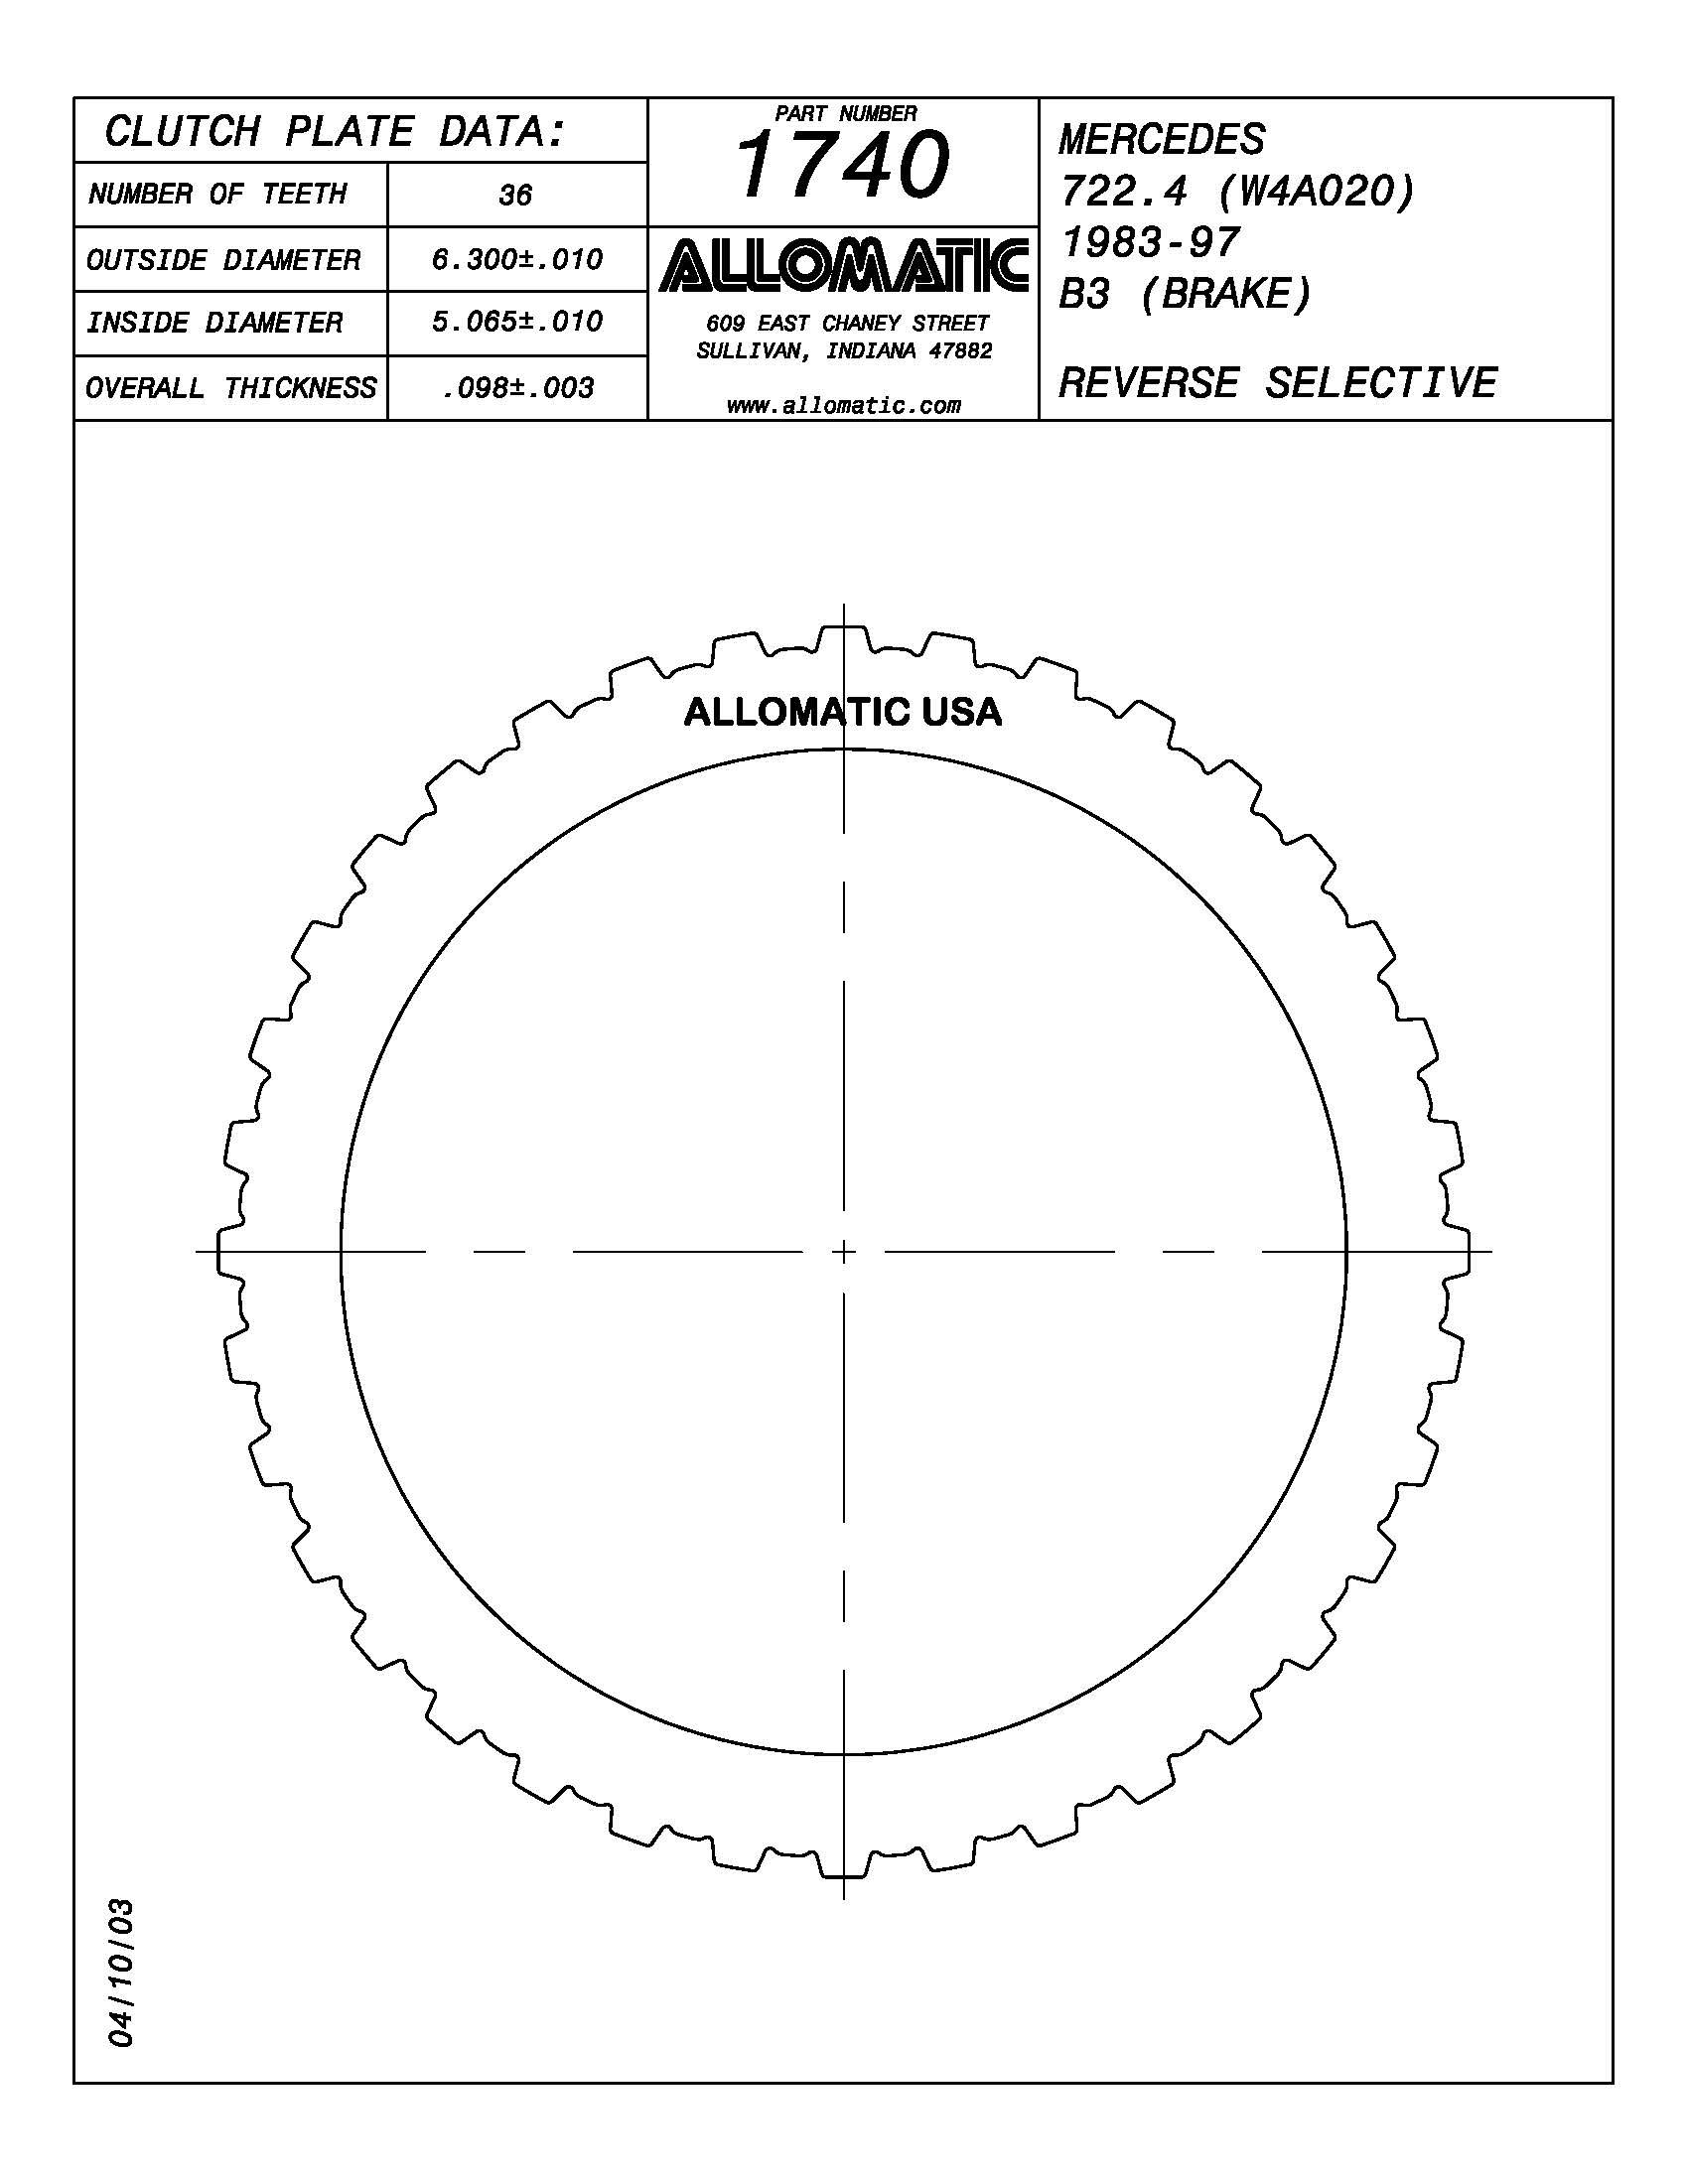 CLUTCH PLATE DATA:
NUMBER OF TEETH 36
OUTSIDE DIAMETER 6.300±.010
INSIDE DIAMETER 5.065±.010
OVERALL THICKNESS .098±.003
PART NUMBER
1740
ALLOMATIC
609 EAST CHANEY STREET
SULLIVAN, INDIANA 47882
www.allomatic.com
MERCEDES
722.4 (W4A020)
1983-97
B3 (BRAKE)
REVERSE SELECTIVE
ALLOMATIC USA
04/10/03